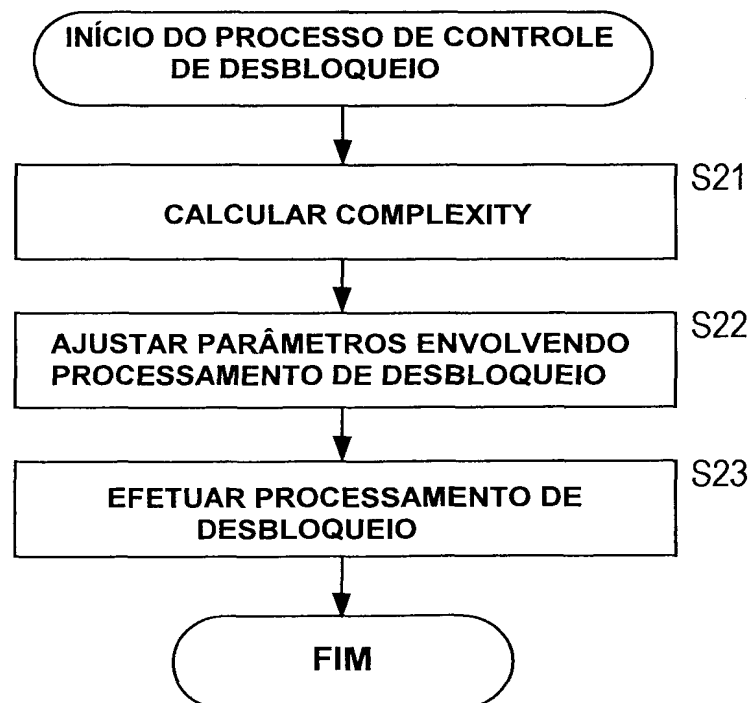 INÍCIO DO PROCESSO DE CONTROLE
DE DESBLOQUEIO
S21
CALCULAR COMPLEXITY
S22
AJUSTAR PARÂMETROS ENVOLVENDO
PROCESSAMENTO DE DESBLOQUEIO
S23
EFETUAR PROCESSAMENTO DE
DESBLOQUEIO
FIM